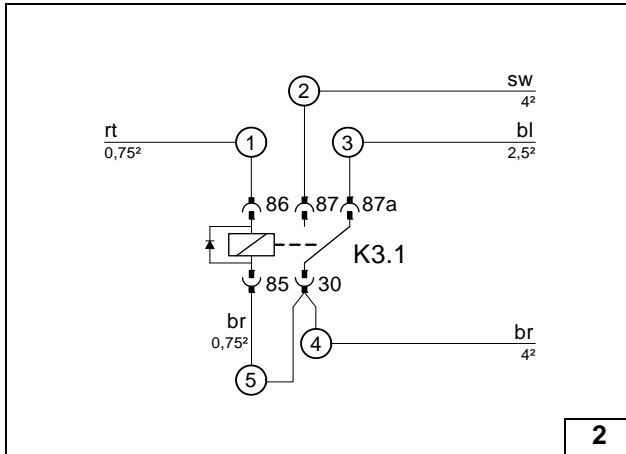 2 sw
4²
rt 1 3 bl
0,75² 2,5²
86 87 87a
K3.1
85 30
br
0,75²
4 br
4²
5
2